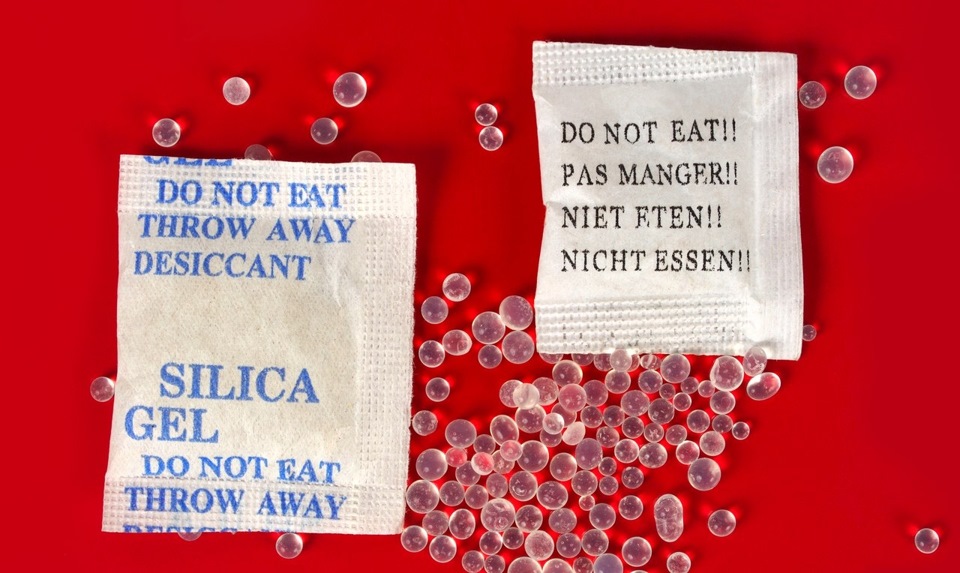 GEL
DO NOT EAT
THROW AWAY
DESICCANT
SILICA
GEL
DO NOT EAT
THROW AWAY
DO NOT EAT!!
PAS MANGER!!
NIET ETEN!!
NICHT ESSEN!!